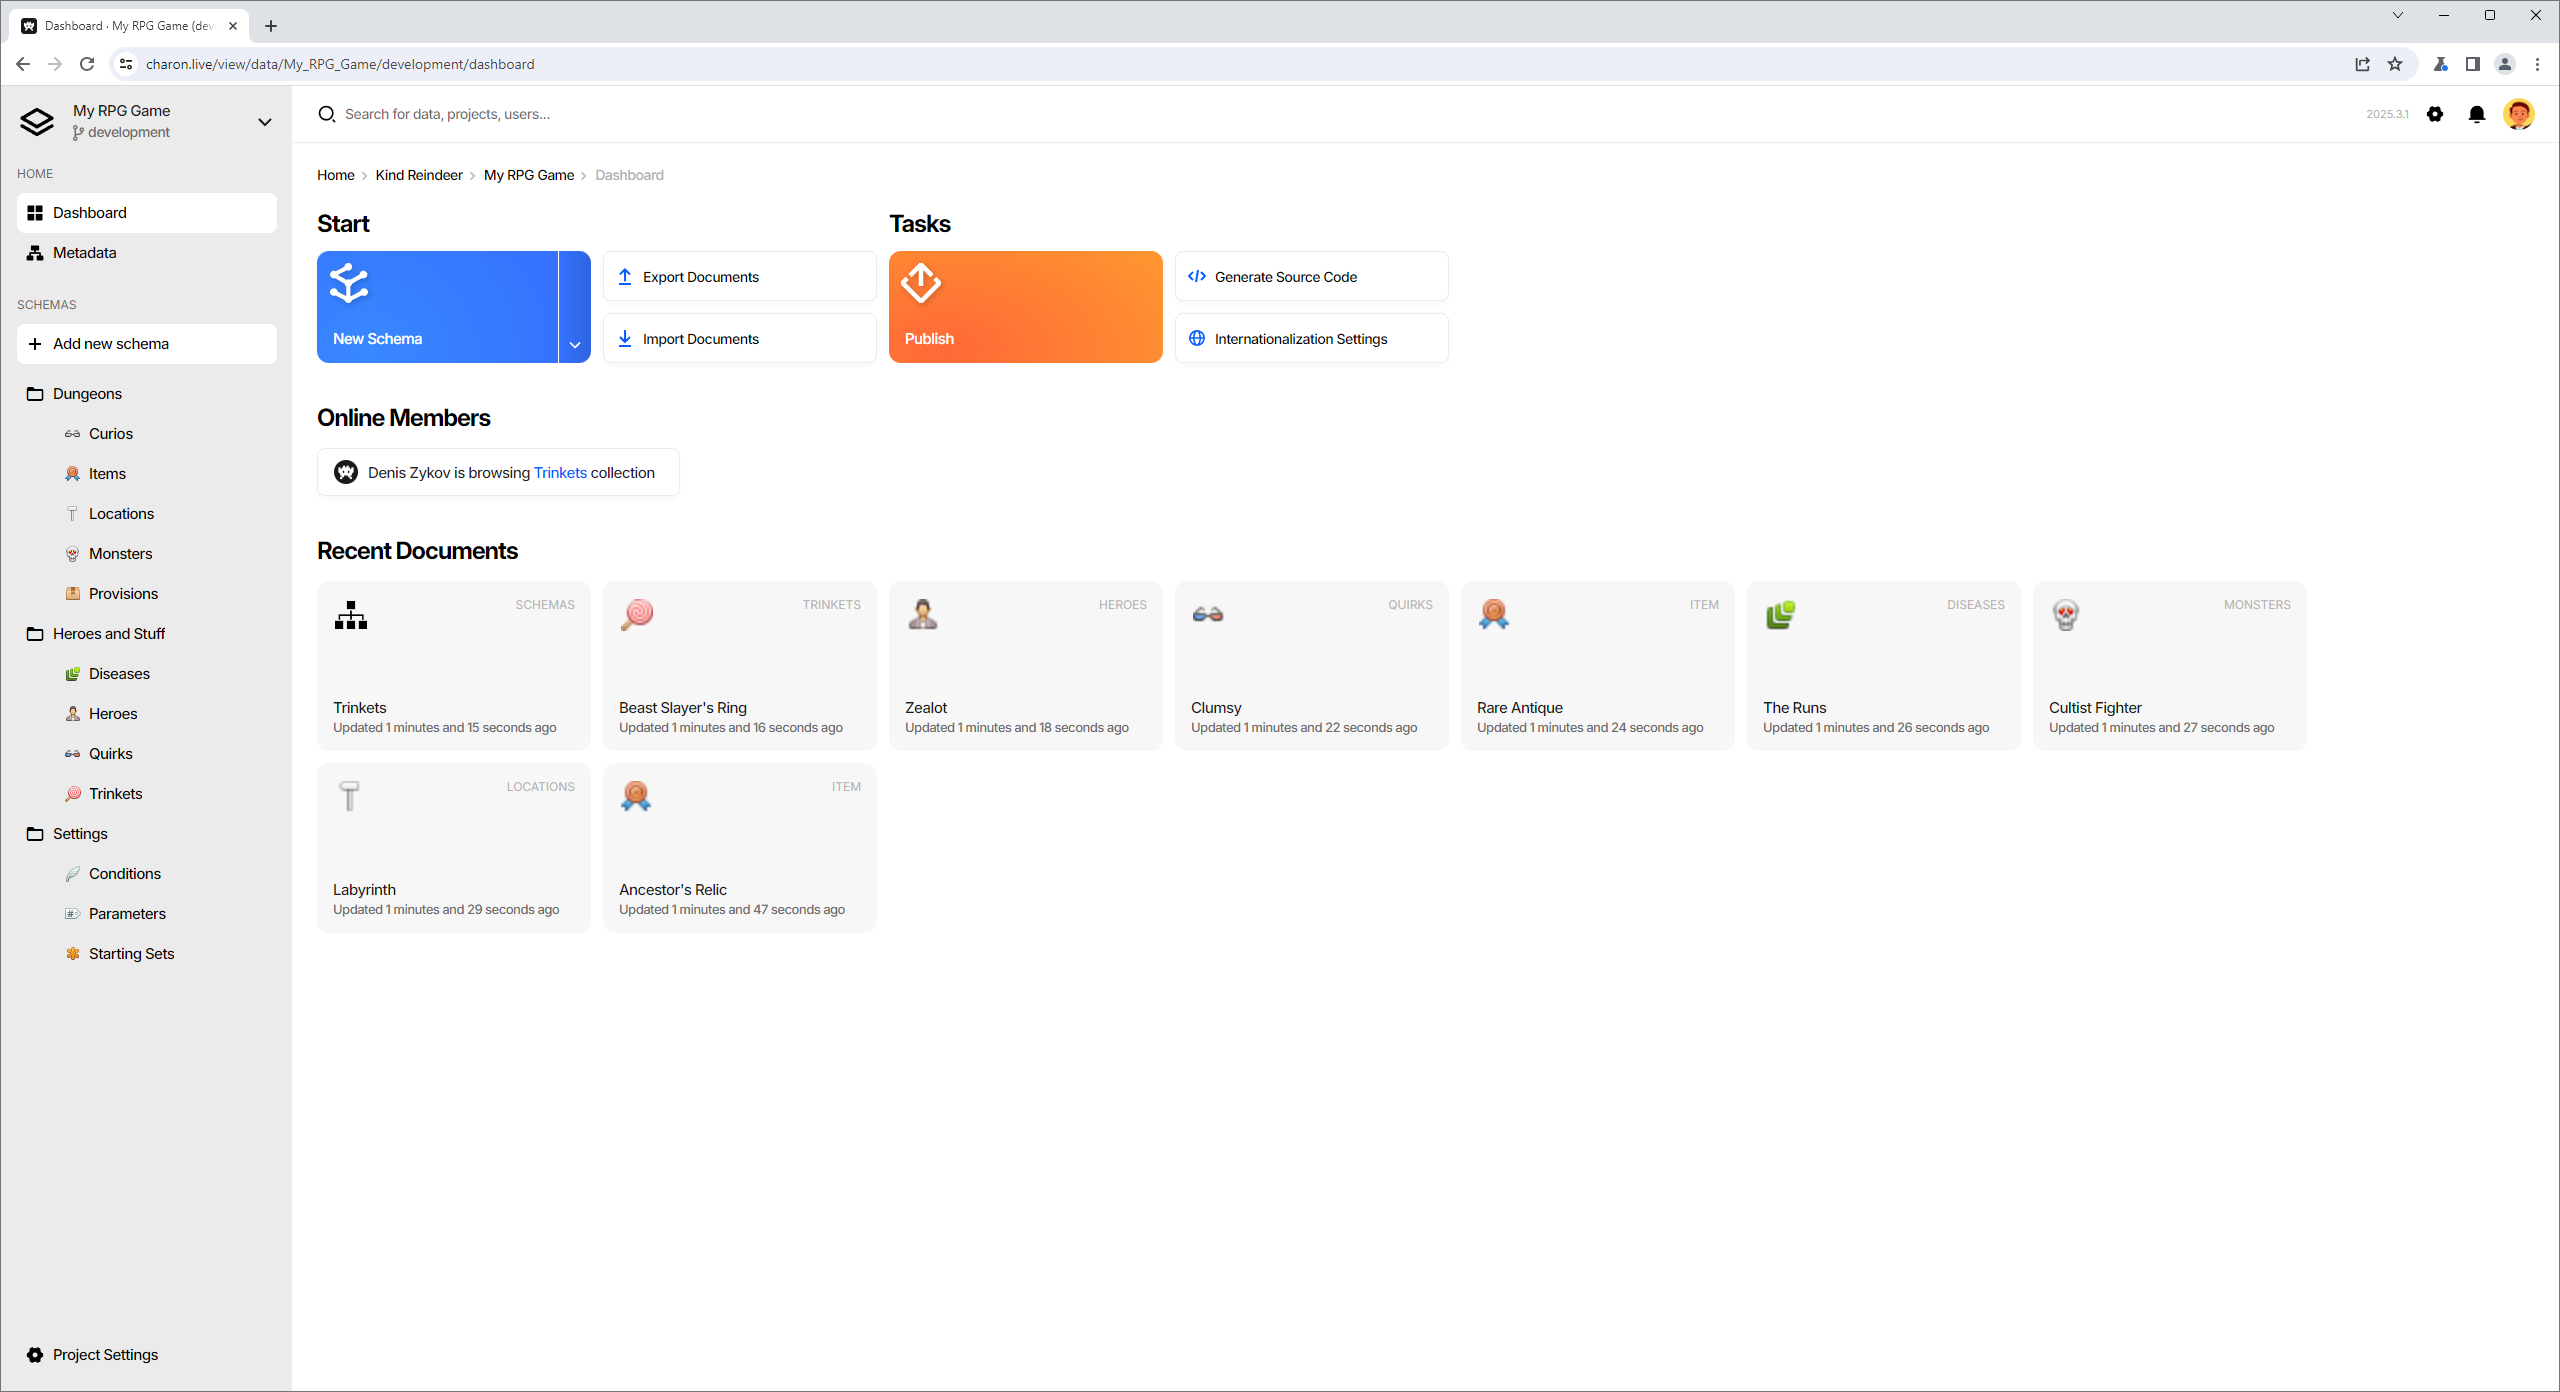 Dashboard · My RPG Game (dev
charon.live/view/data/My_RPG_Game/development/dashboard
My RPG Game
development
HOME
Dashboard
Metadata
SCHEMAS
Add new schema
Dungeons
Curios
Items
Locations
Monsters
Provisions
Heroes and Stuff
Diseases
Heroes
Quirks
Trinkets
Settings
Conditions
Parameters
Starting Sets
Project Settings
Search for data, projects, users...
2025.3.1
Home > Kind Reindeer > My RPG Game > Dashboard
Start
New Schema
Export Documents
Import Documents
Tasks
Publish
Generate Source Code
Internationalization Settings
Online Members
Denis Zykov is browsing Trinkets collection
Recent Documents
SCHEMAS
Trinkets
Updated 1 minutes and 15 seconds ago
TRINKETS
Beast Slayer's Ring
Updated 1 minutes and 16 seconds ago
HEROES
Zealot
Updated 1 minutes and 18 seconds ago
QUIRKS
Clumsy
Updated 1 minutes and 22 seconds ago
ITEM
Rare Antique
Updated 1 minutes and 24 seconds ago
DISEASES
The Runs
Updated 1 minutes and 26 seconds ago
MONSTERS
Cultist Fighter
Updated 1 minutes and 27 seconds ago
LOCATIONS
Labyrinth
Updated 1 minutes and 29 seconds ago
ITEM
Ancestor's Relic
Updated 1 minutes and 47 seconds ago